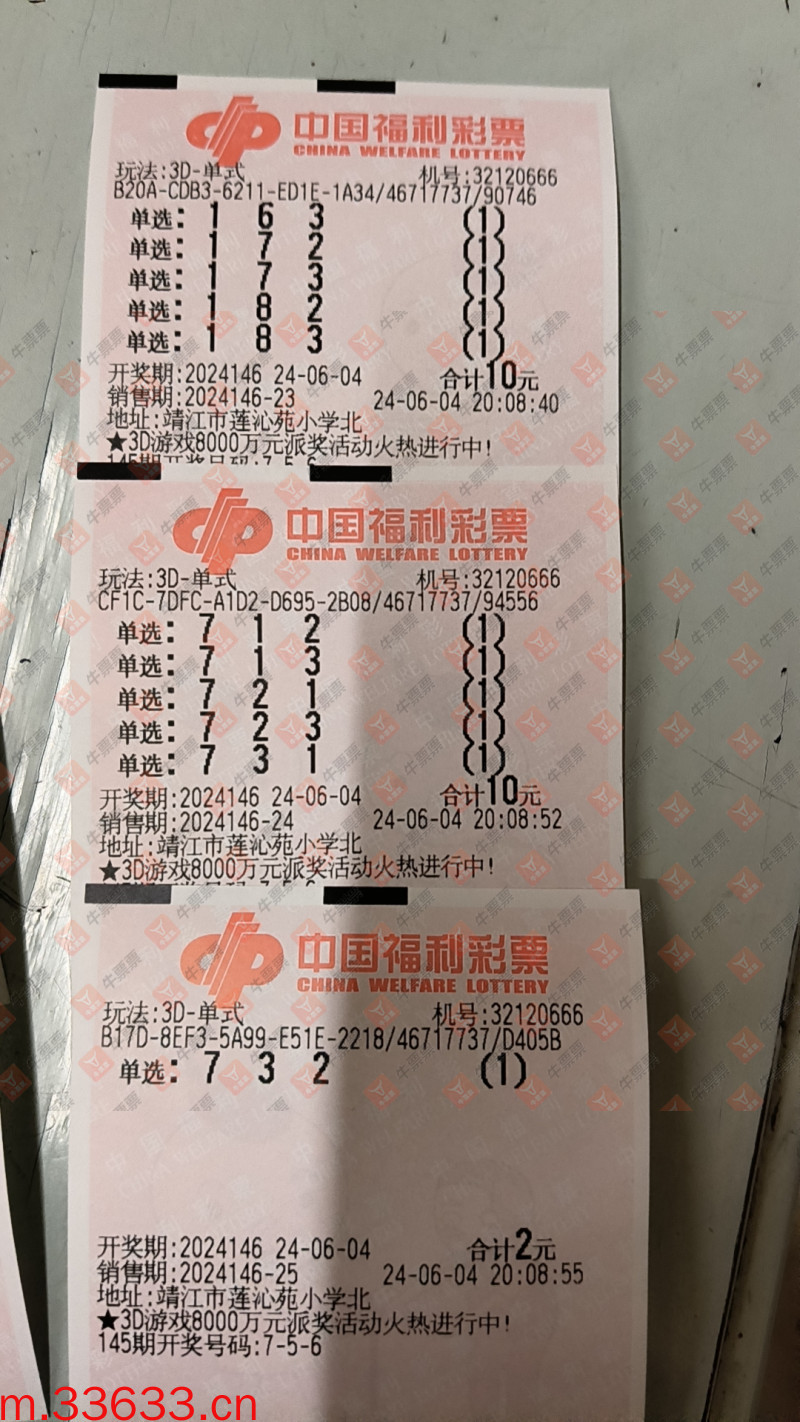 中国福利彩票
CHINA WELFARE LOTTERY
玩法:3D-单式 机号:32120666
B20A-CDB3-6211-ED1E-1A34/46717737/90746
单选: 1 6 3 (1)
单选: 1 7 2 (1)
单选: 1 7 3 (1)
单选: 1 8 2 (1)
单选: 1 8 3 (1)
开奖期:2024146 24-06-04 合计10元
销售期:2024146-23 24-06-04 20:08:40
地址:靖江市莲沁苑小学北
★3D游戏8000万元派奖活动火热进行中!
145期开奖号码:7-5-6
中国福利彩票
CHINA WELFARE LOTTERY
玩法:3D-单式 机号:32120666
CF1C-7DFC-A1D2-D695-2B08/46717737/94556
单选: 7 1 2 (1)
单选: 7 1 3 (1)
单选: 7 2 1 (1)
单选: 7 2 3 (1)
单选: 7 3 1 (1)
开奖期:2024146 24-06-04 合计10元
销售期:2024146-24 24-06-04 20:08:52
地址:靖江市莲沁苑小学北
★3D游戏8000万元派奖活动火热进行中!
中国福利彩票
CHINA WELFARE LOTTERY
玩法:3D-单式 机号:32120666
B17D-8EF3-5A99-E51E-2218/46717737/D405B
单选: 7 3 2 (1)
开奖期:2024146 24-06-04 合计2元
销售期:2024146-25 24-06-04 20:08:55
地址:靖江市莲沁苑小学北
★3D游戏8000万元派奖活动火热进行中!
145期开奖号码:7-5-6
m.33633.cn